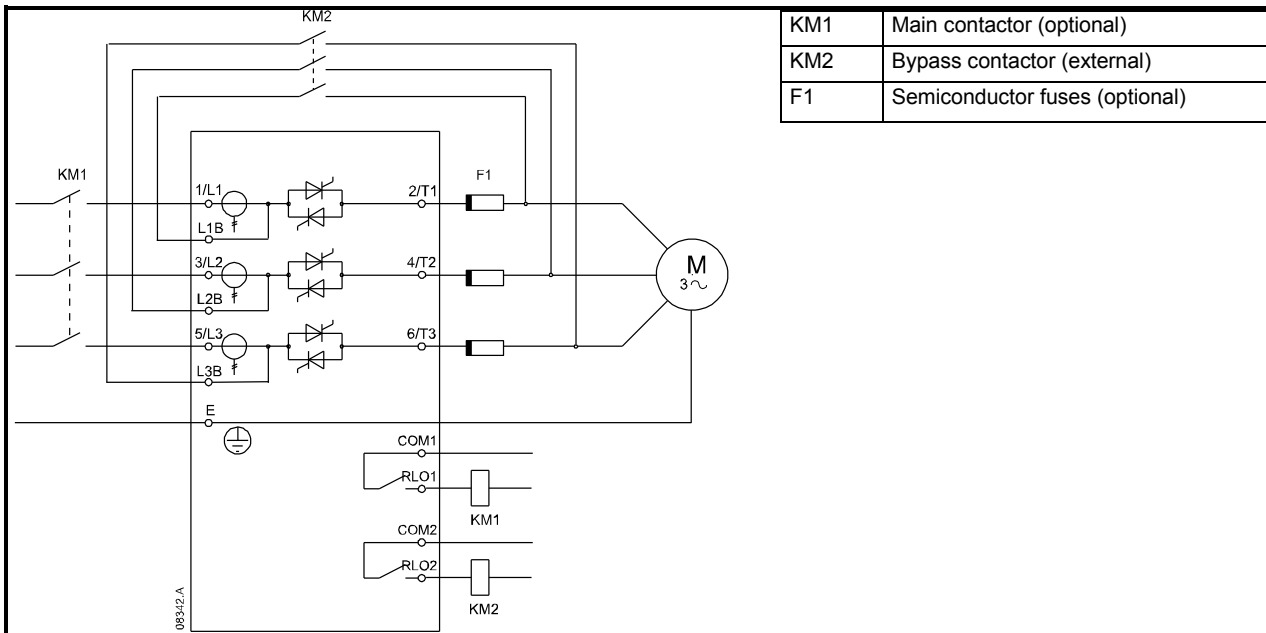 KM2
KM1 Main contactor (optional)
KM2 Bypass contactor (external)
F1 Semiconductor fuses (optional)
KM1
1/L1
2/T1
F1
L1B
3/L2
4/T2
L2B
5/L3
6/T3
L3B
M
3~
E
COM1
RLO1
KM1
COM2
RLO2
KM2
08342.A